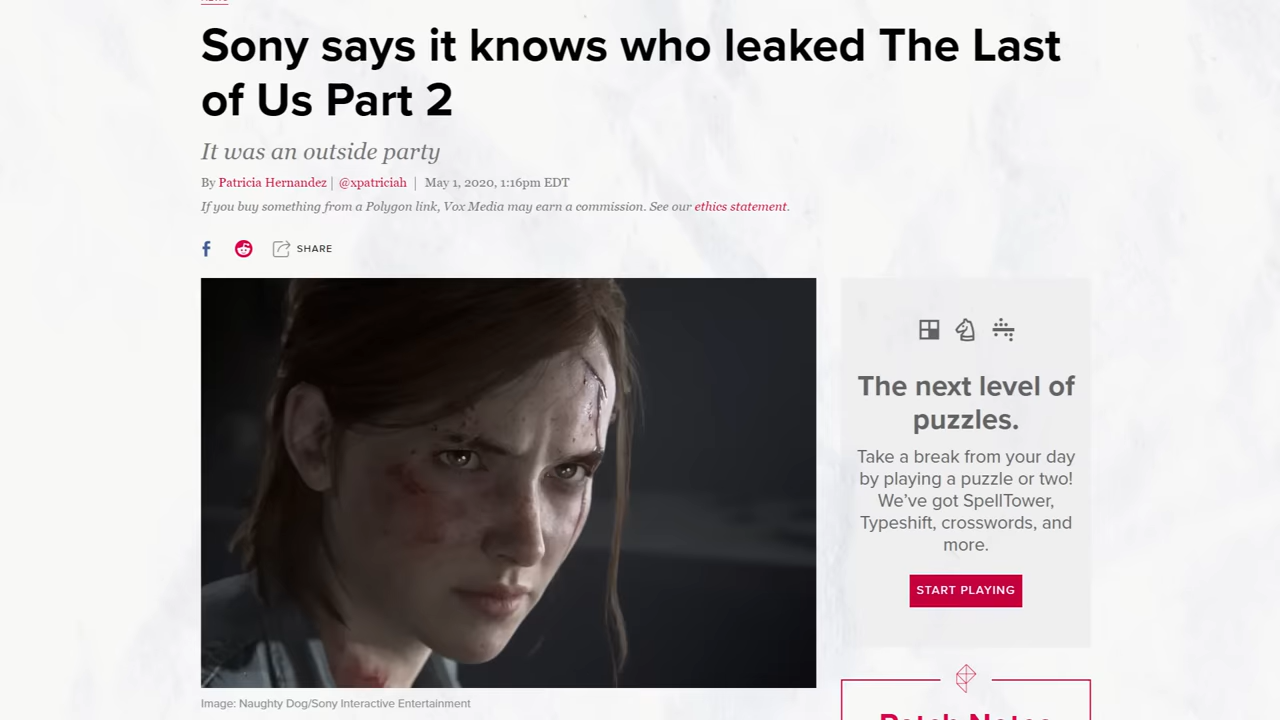 Sony says it knows who leaked The Last
of Us Part 2
It was an outside party
By Patricia Hernandez | @xpatriciah | May 1, 2020, 1:16pm EDT
If you buy something from a Polygon link, Vox Media may earn a commission. See our ethics statement.
SHARE
The next level of
puzzles.
Take a break from your day
by playing a puzzle or two!
We've got SpellTower,
Typeshift, crosswords, and
more.
START PLAYING
Image: Naughty Dog/Sony Interactive Entertainment
Patch Notes